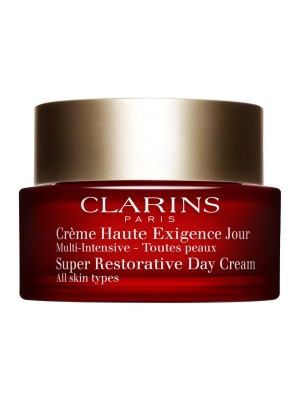 CLARINS
PARIS
Crème Haute Exigence Jour
Multi-Intensive - Toutes peaux
Super Restorative Day Cream
All skin types